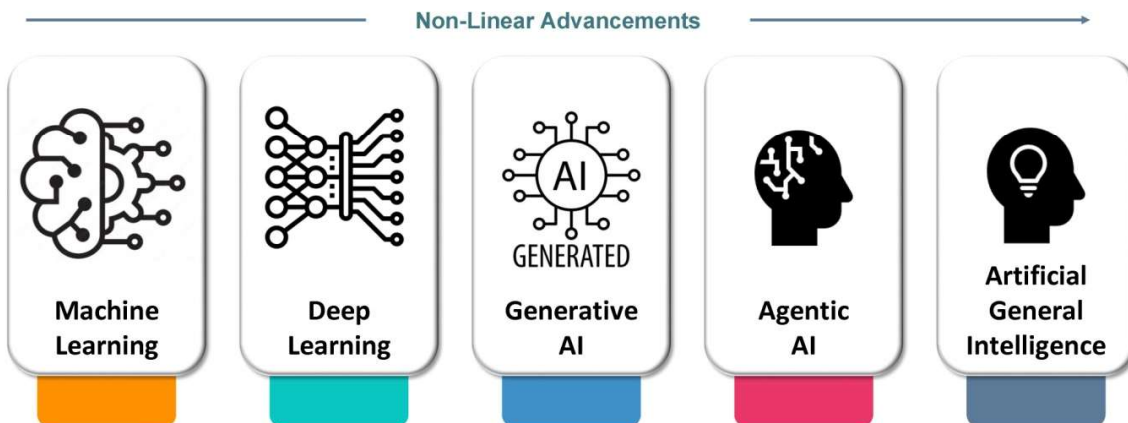 Non-Linear Advancements
AI
GENERATED
Machine
Learning
Deep
Learning
Generative
AI
Agentic
AI
Artificial
General
Intelligence